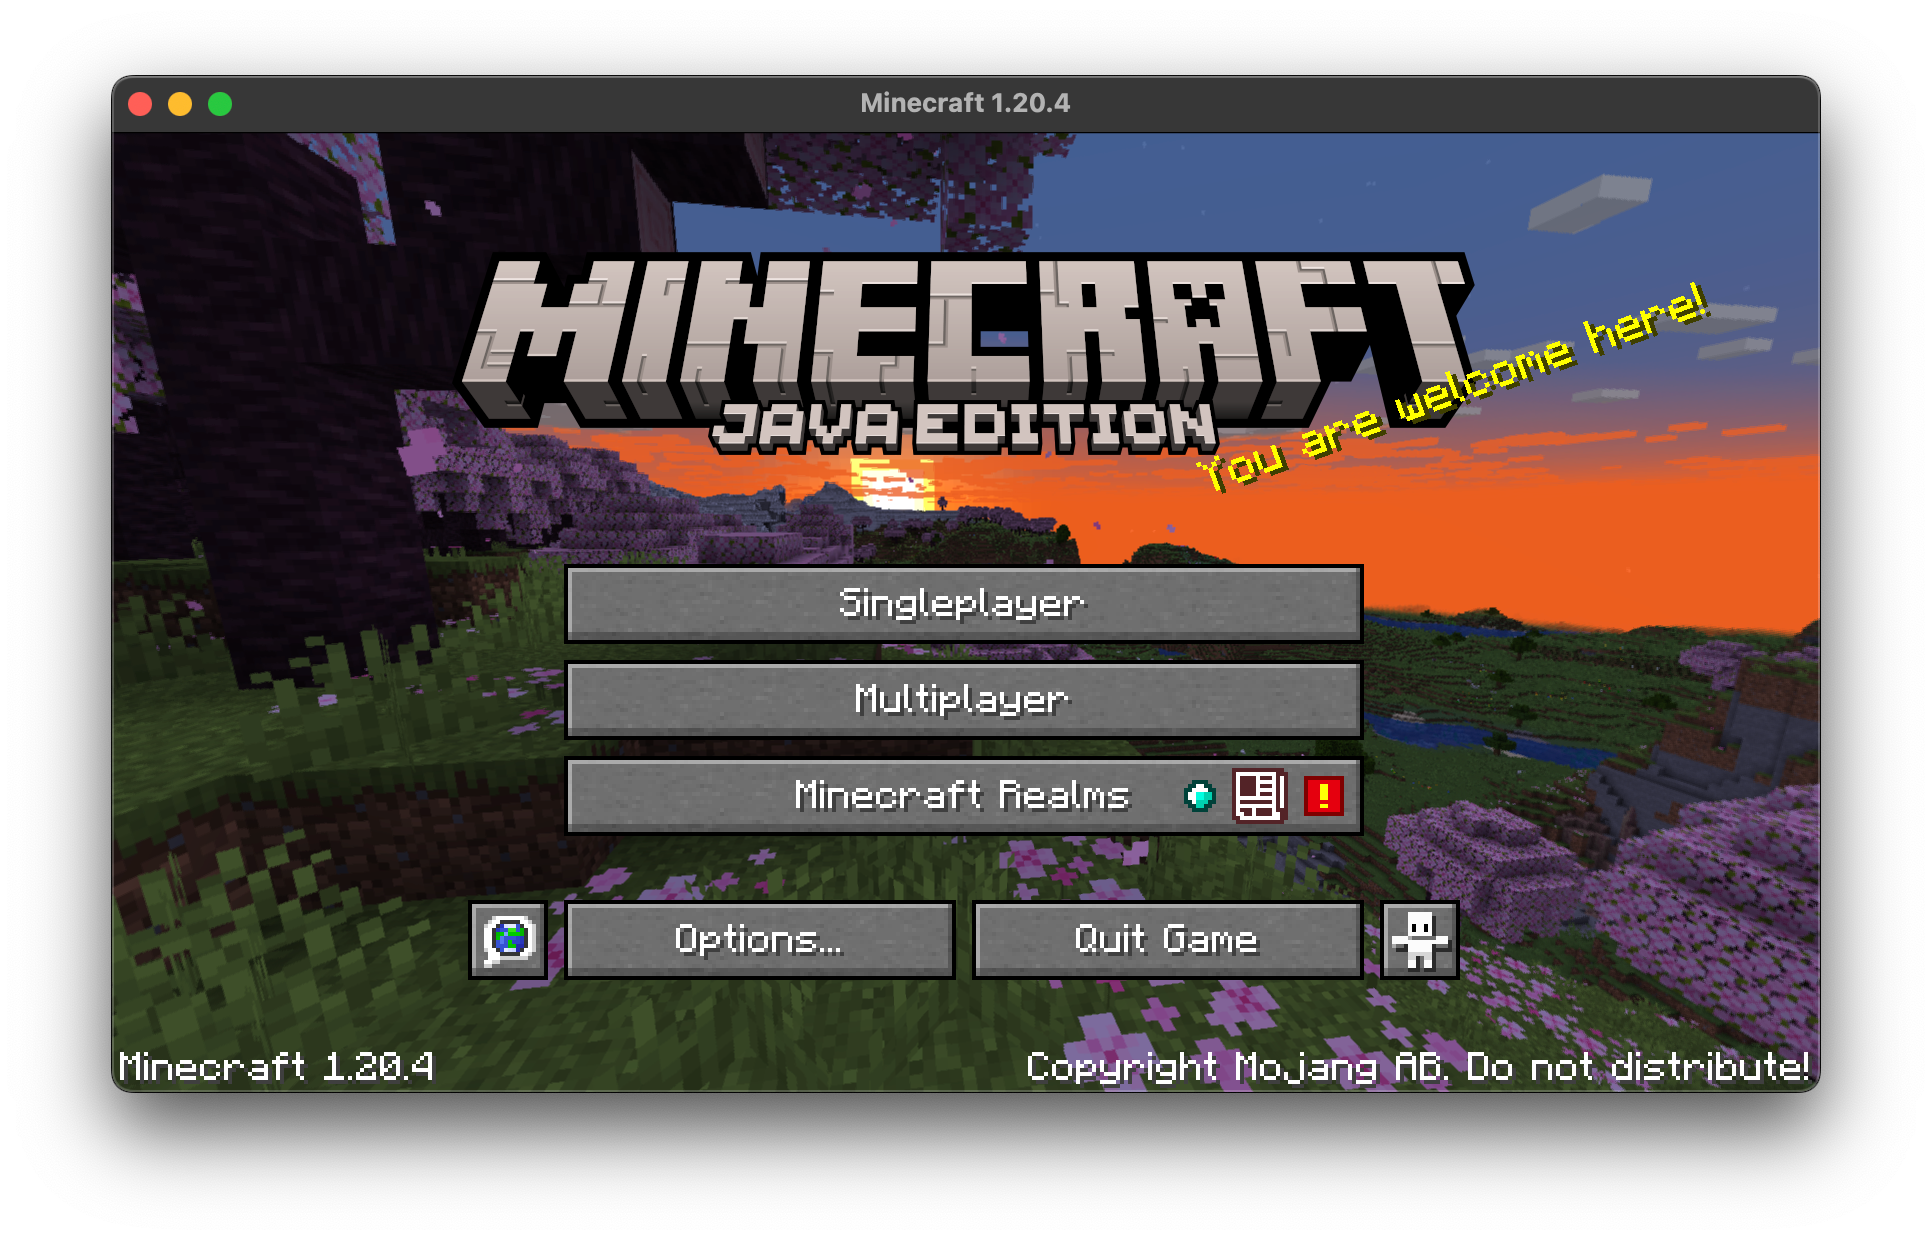 Minecraft 1.20.4
MINECRAFT
JAVA EDITION
You are welcome here!
Singleplayer
Multiplayer
Minecraft Realms
Options...
Quit Game
Minecraft 1.20.4
Copyright Mojang AB. Do not distribute!